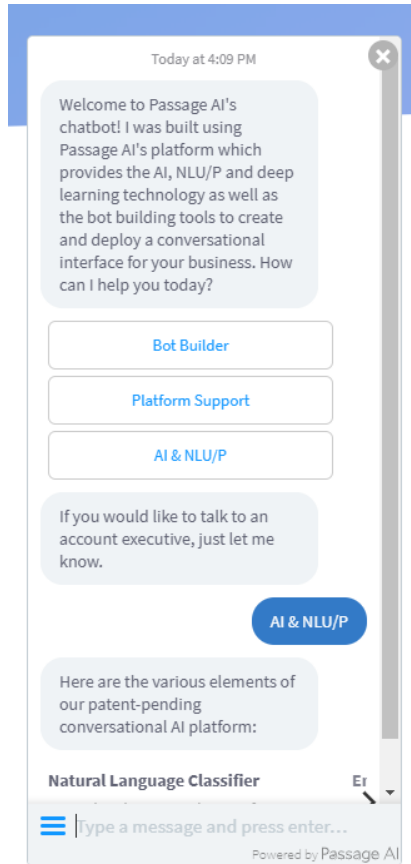 Today at 4:09 PM
Welcome to Passage AI's
chatbot! I was built using
Passage AI's platform which
provides the AI, NLU/P and deep
learning technology as well as
the bot building tools to create
and deploy a conversational
interface for your business. How
can I help you today?
Bot Builder
Platform Support
AI & NLU/P
If you would like to talk to an
account executive, just let me
know.
AI & NLU/P
Here are the various elements of
our patent-pending
conversational AI platform:
Natural Language Classifier
Type a message and press enter...
Powered by Passage AI